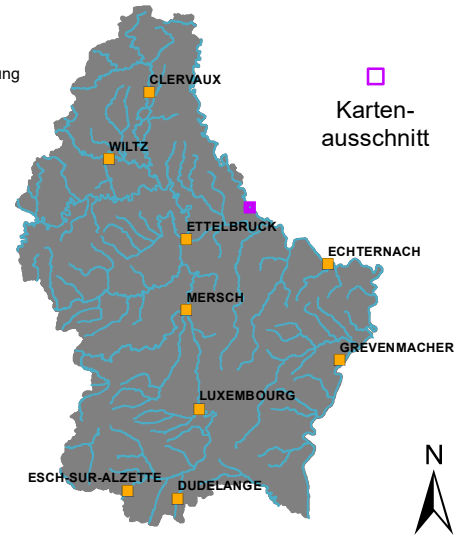 ung
CLERVAUX
Karten-
ausschnitt
WILTZ
ETTELBRUCK
ECHTERNACH
MERSCH
GREVENMACHER
LUXEMBOURG
N
ESCH-SUR-ALZETTE
DUDELANGE